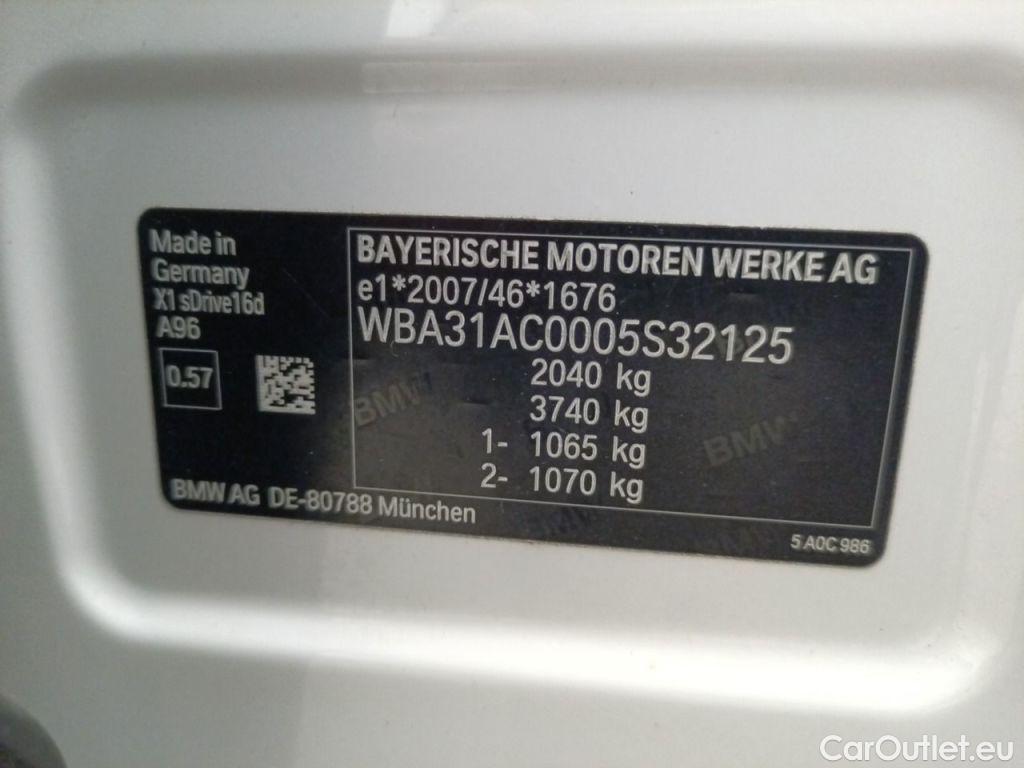 Made in
Germany
X1 sDrive16d
A96
0.57
BAYERISCHE MOTOREN WERKE AG
e1*2007/46*1676
WBA31AC0005S32125
2040 kg
3740 kg
1- 1065 kg
2- 1070 kg
BMW
BMW
BMW AG DE-80788 München
5 A0C 986
CarOutlet.eu